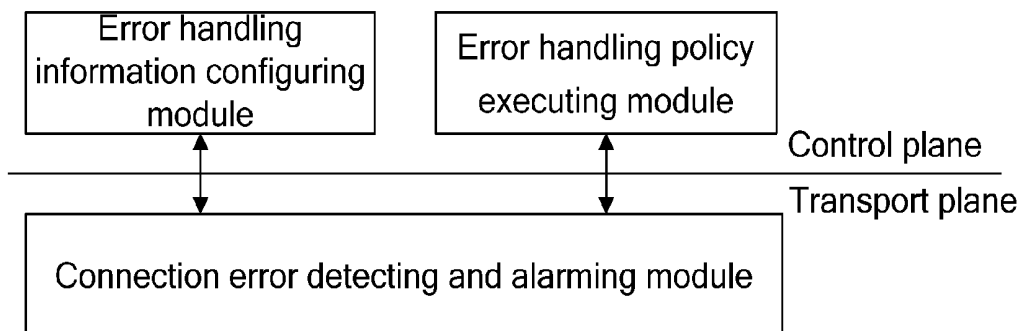 Error handling
information configuring
module
Error handling policy
executing module
Control plane
Transport plane
Connection error detecting and alarming module